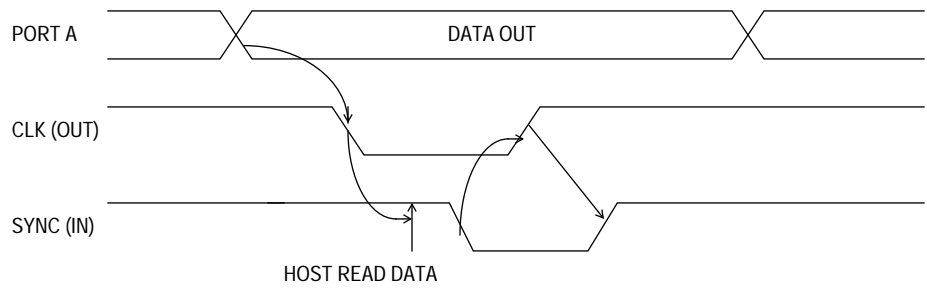 PORT A
DATA OUT
CLK (OUT)
SYNC (IN)
HOST READ DATA